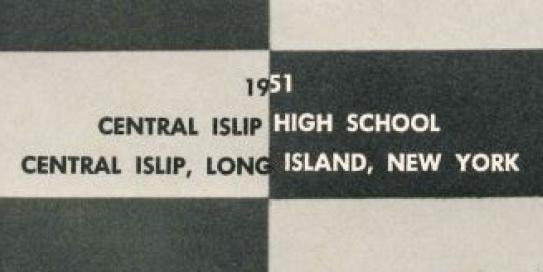 1951
CENTRAL ISLIP HIGH SCHOOL
CENTRAL ISLIP, LONG ISLAND, NEW YORK